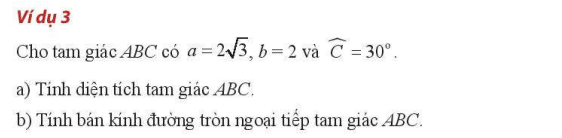 Ví dụ 3
Cho tam giác ABC có a = 2√3, b = 2 và Ĉ = 30°.
a) Tính diện tích tam giác ABC.
b) Tính bán kính đường tròn ngoại tiếp tam giác ABC.